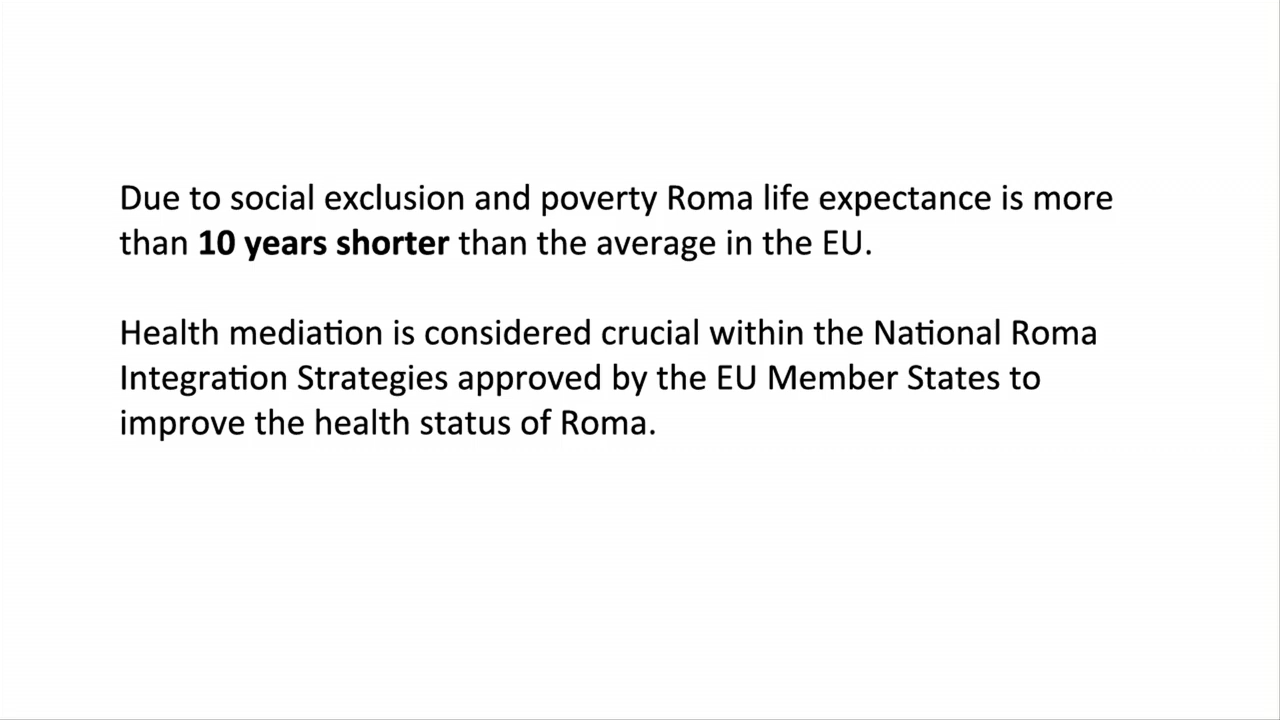 Due to social exclusion and poverty Roma life expectance is more
than 10 years shorter than the average in the EU.
Health mediation is considered crucial within the National Roma
Integration Strategies approved by the EU Member States to
improve the health status of Roma.